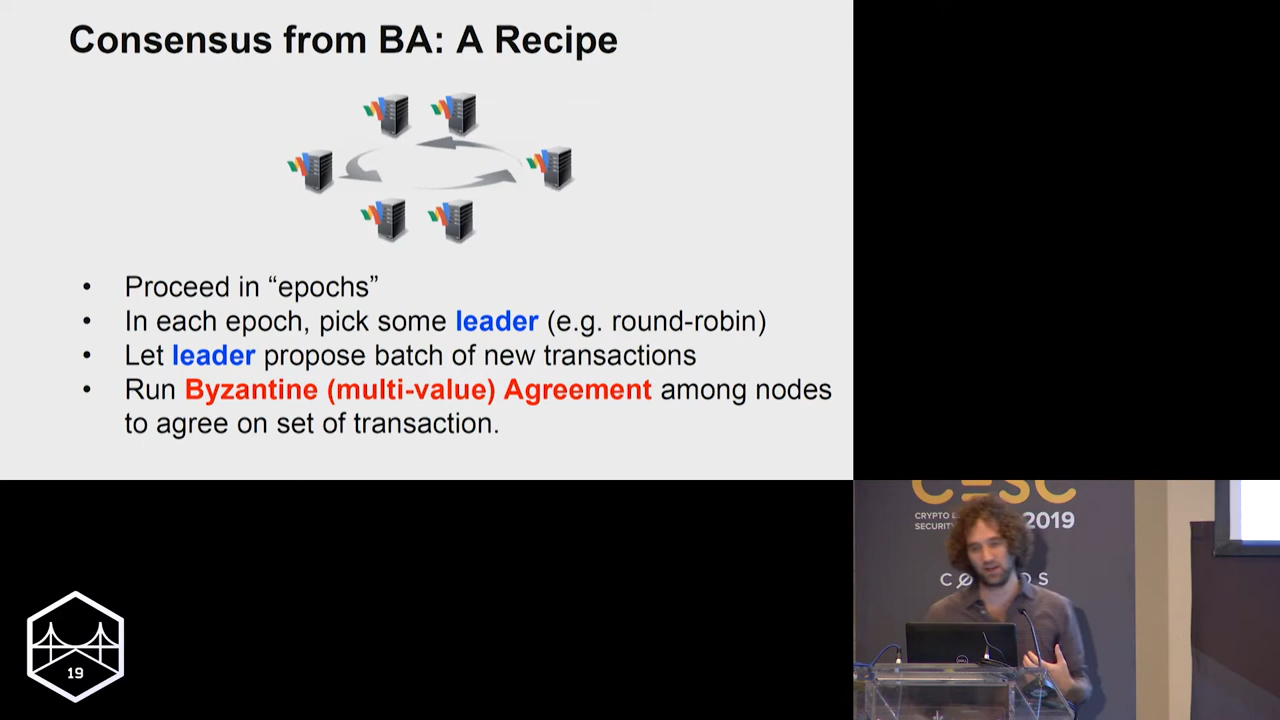 Consensus from BA: A Recipe
• Proceed in “epochs”
• In each epoch, pick some leader (e.g. round-robin)
• Let leader propose batch of new transactions
• Run Byzantine (multi-value) Agreement among nodes
to agree on set of transaction.
CESC
CRYPTO
SECURITY
2019
19